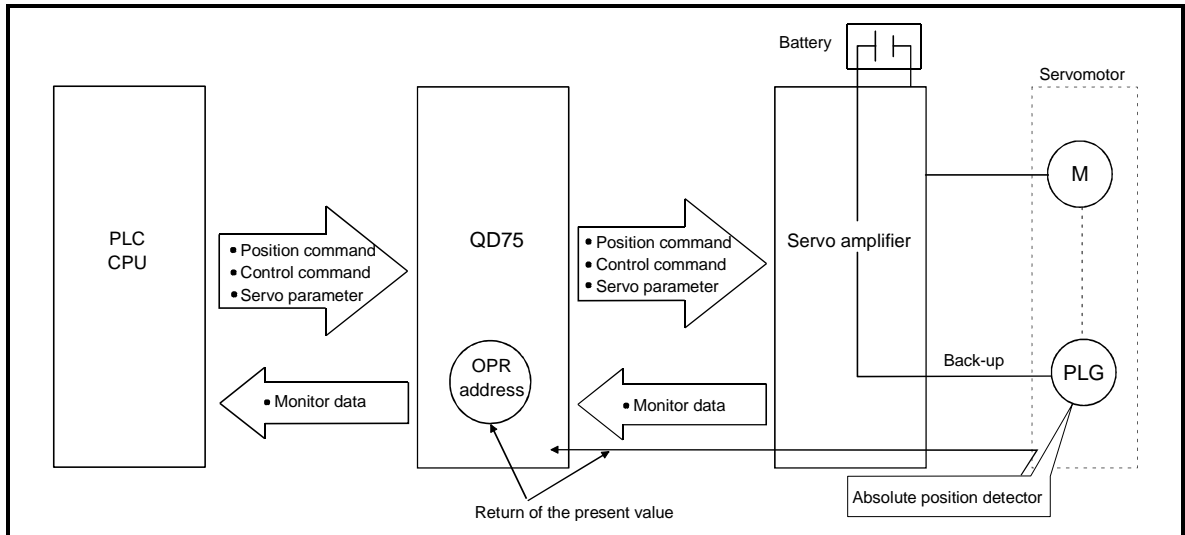 Battery
Servomotor
PLC
CPU
• Position command
• Control command
• Servo parameter
• Monitor data
QD75
OPR
address
• Position command
• Control command
• Servo parameter
• Monitor data
Servo amplifier
M
Back-up
PLG
Absolute position detector
Return of the present value